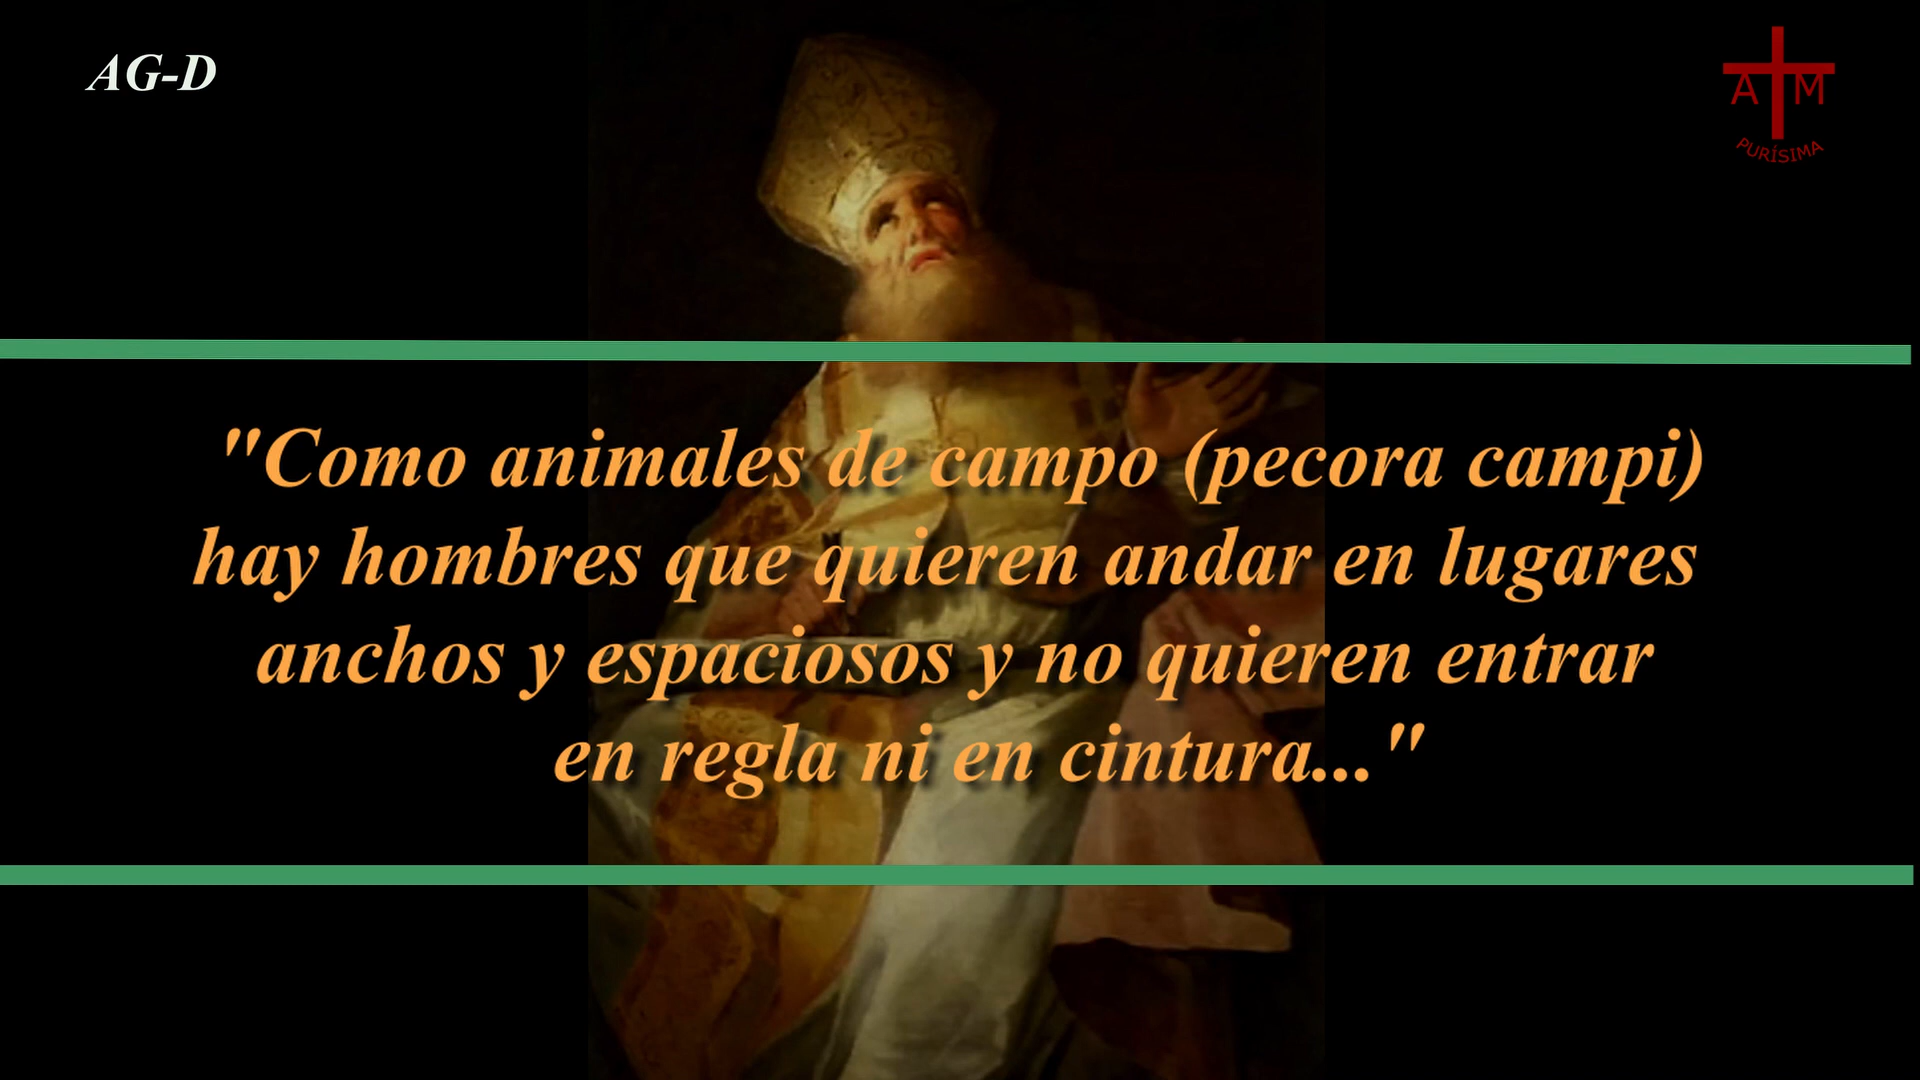 AG-D
A M
PURÍSIMA
"Como animales de campo (pecora campi)
hay hombres que quieren andar en lugares
anchos y espaciosos y no quieren entrar
en regla ni en cintura..."